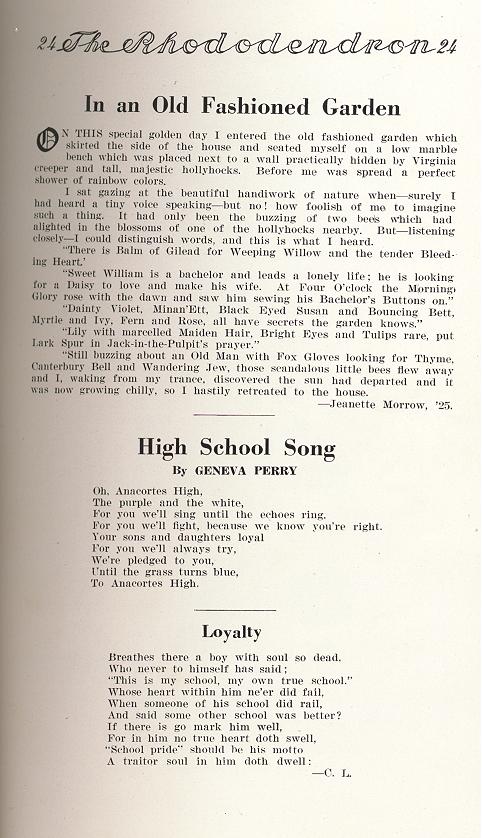 24 The Rhododendron 24
In an Old Fashioned Garden
ON THIS special golden day I entered the old fashioned garden which
skirted the side of the house and seated myself on a low marble
bench which was placed next to a wall practically hidden by Virginia
creeper and tall, majestic hollyhocks. Before me was spread a perfect
shower of rainbow colors.
I sat gazing at the beautiful handiwork of nature when—surely I
had heard a tiny voice speaking—but no! how foolish of me to imagine
such a thing. It had only been the buzzing of two bees which had
alighted in the blossoms of one of the hollyhocks nearby. But—listening
closely—I could distinguish words, and this is what I heard.
"There is Balm of Gilead for Weeping Willow and the tender Bleed-
ing Heart.'
"Sweet William is a bachelor and leads a lonely life; he is looking
for a Daisy to love and make his wife. At Four O'clock the Morning
Glory rose with the dawn and saw him sewing his Bachelor's Buttons on."
"Dainty Violet, Minan'Ett, Black Eyed Susan and Bouncing Bett,
Myrtle and Ivy, Fern and Rose, all have secrets the garden knows."
"Lily with marcelled Maiden Hair, Bright Eyes and Tulips rare, put
Lark Spur in Jack-in-the-Pulpit's prayer."
"Still buzzing about an Old Man with Fox Gloves looking for Thyme,
Canterbury Bell and Wandering Jew, those scandalous little bees flew away
and I, waking from my trance, discovered the sun had departed and it
was now growing chilly, so I hastily retreated to the house.
—Jeanette Morrow, '25.
High School Song
By GENEVA PERRY
Oh, Anacortes High,
The purple and the white,
For you we'll sing until the echoes ring,
For you we'll fight, because we know you're right.
Your sons and daughters loyal
For you we'll always try,
We're pledged to you,
Until the grass turns blue,
To Anacortes High.
Loyalty
Breathes there a boy with soul so dead.
Who never to himself has said;
"This is my school, my own true school."
Whose heart within him ne'er did fail,
When someone of his school did rail,
And said some other school was better?
If there is go mark him well,
For in him no true heart doth swell,
"School pride" should be his motto
A traitor soul in him doth dwell:
—C. L.